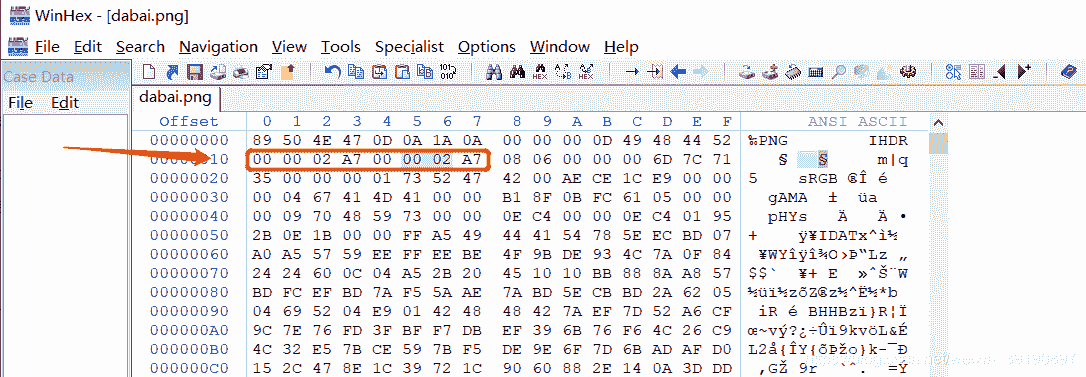 WinHex - [dabai.png]
File Edit Search Navigation View Tools Specialist Options Window Help
Case Data
File Edit
dabai.png
Offset 0 1 2 3 4 5 6 7 8 9 A B C D E F ANSI ASCII
00000000 89 50 4E 47 0D 0A 1A 0A 00 00 00 0D 49 48 44 52 ‰PNG IHDR
00000010 00 00 02 A7 00 00 02 A7 08 06 00 00 00 6D 7C 71 § § m|q
00000020 35 00 00 00 01 73 52 47 42 00 AE CE 1C E9 00 00 5 sRGB ®Î é
00000030 00 04 67 41 4D 41 00 00 B1 8F 0B FC 61 05 00 00 gAMA ± üa
00000040 00 09 70 48 59 73 00 00 0E C4 00 00 0E C4 01 95 pHYs Ä Ä •
00000050 2B 0E 1B 00 00 FF A5 49 44 41 54 78 5E EC BD 07 + ÿ¥IDATx^ì½
00000060 A0 A5 57 59 EE FF EE BE 4F 9B DE 93 4C 7A 0F 84 ¥WYîÿî¾O›Þ“Lz „
00000070 24 24 60 0C 04 A5 2B 20 45 10 10 BB 88 8A A8 57 $$` ¥+ E »ˆŠ¨W
00000080 BD FC EF BD 7A F5 5A AE 7A BD 5E CB BD 2A 62 05 ½üï½zõZ®z½^Ë½*b
00000090 04 69 52 04 E9 01 42 48 48 42 7A EF 7D 52 A6 CF iR é BHHBzï}R¦Ï
000000A0 9C 7E 76 FD 3F BF F7 DB EF 39 6B 76 F6 4C 26 C9 œ~vý?¿÷Ûï9kvöL&É
000000B0 4C 32 E5 7B CE 59 7B F5 DE 9E 6F 7D 6B AD AF D0 L2å{ÎY{õÞžo}k-¯Ð
000000C0 15 2C 47 8E 1C 39 72 1C 90 60 88 2E 14 0A 3D DD ,GŽ 9r `ˆ. =Ý